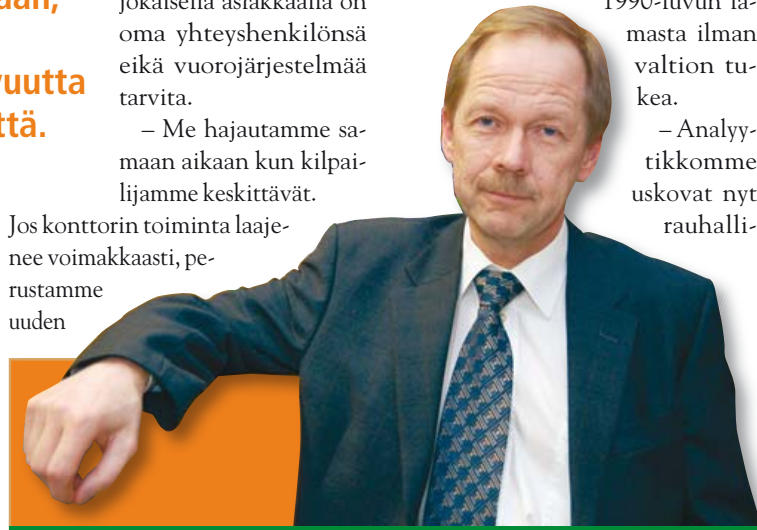 aan,
vuutta
ttä.
jokaisella asiakkaalla on
oma yhteyshenkilönsä
eikä vuorojärjestelmää
tarvita.
– Me hajautamme sa-
maan aikaan kun kilpai-
lijamme keskittävät.
Jos konttorin toiminta laaje-
nee voimakkaasti, pe-
rustamme
uuden
1990-luvun la-
masta ilman
valtion tu-
kea.
– Analyy-
tikkomme
uskovat nyt
rauhalli-